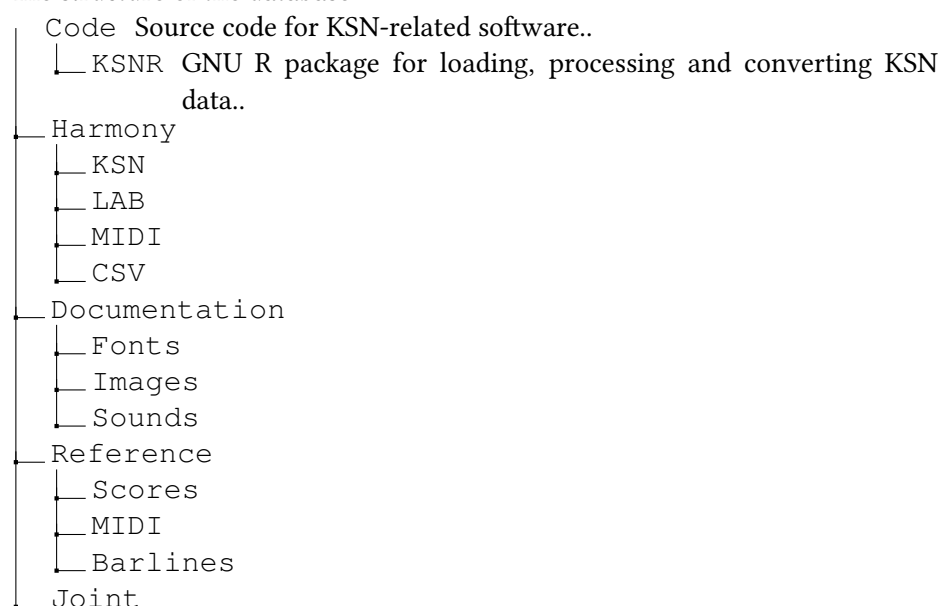 Code Source code for KSN-related software..
KSNR GNU R package for loading, processing and converting KSN
data..
Harmony
KSN
LAB
MIDI
CSV
Documentation
Fonts
Images
Sounds
Reference
Scores
MIDI
Barlines
Joint